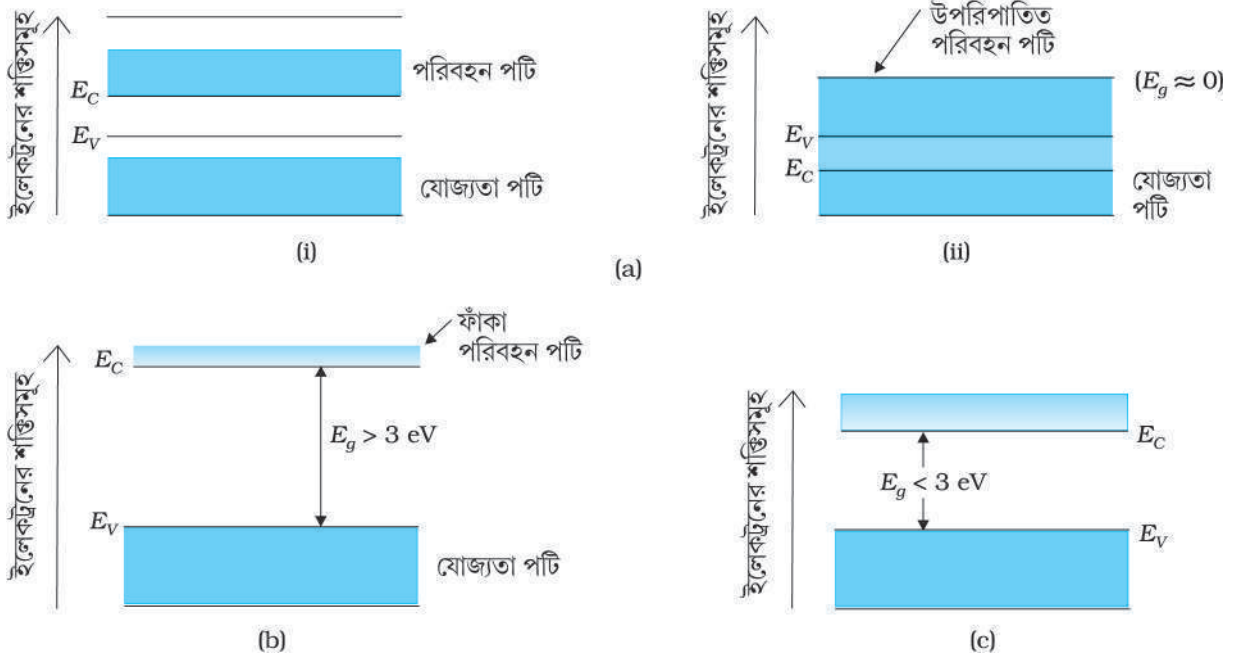 ইলেকট্রনের শক্তিসমূহ
পরিবহন পটি
E_C
E_V
যোজ্যতা পটি
(i)
ইলেকট্রনের শক্তিসমূহ
উপরিপাতিত
পরিবহন পটি
(E_g ≈ 0)
E_V
E_C
যোজ্যতা
পটি
(ii)
(a)
ইলেকট্রনের শক্তিসমূহ
ফাঁকা
পরিবহন পটি
E_C
E_g > 3 eV
E_V
যোজ্যতা পটি
(b)
ইলেকট্রনের শক্তিসমূহ
E_C
E_g < 3 eV
E_V
(c)